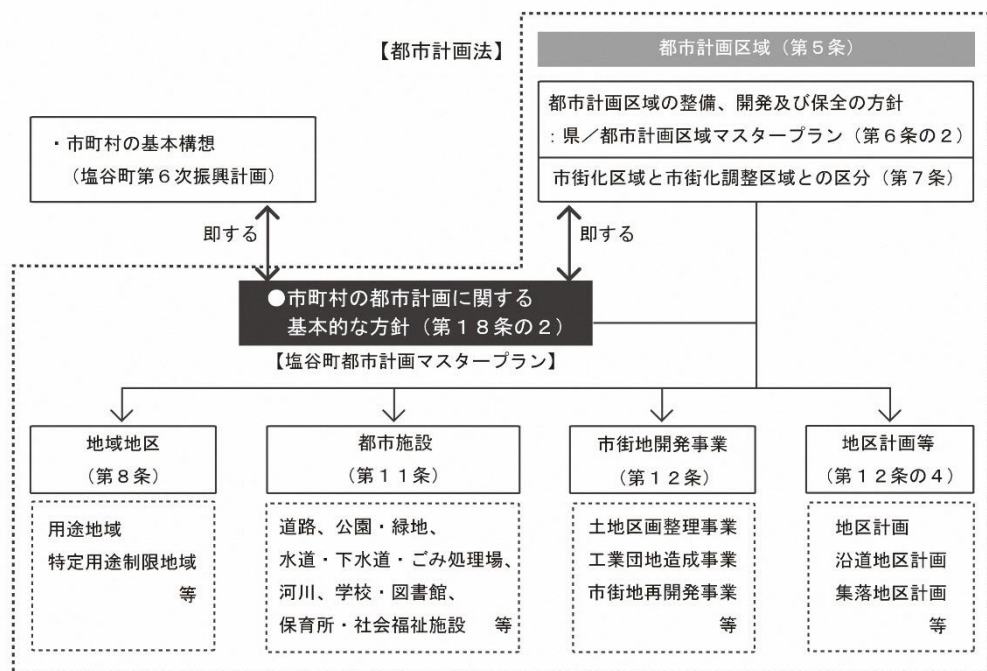 【都市計画法】
都市計画区域（第５条）
都市計画区域の整備、開発及び保全の方針
：県／都市計画区域マスタープラン（第６条の２）
市街化区域と市街化調整区域との区分（第７条）
・市町村の基本構想
（塩谷町第６次振興計画）
即する
即する
●市町村の都市計画に関する
基本的な方針（第１８条の２）
【塩谷町都市計画マスタープラン】
地域地区
（第８条）
用途地域
特定用途制限地域
等
都市施設
（第１１条）
道路、公園・緑地、
水道・下水道・ごみ処理場、
河川、学校・図書館、
保育所・社会福祉施設　等
市街地開発事業
（第１２条）
土地区画整理事業
工業団地造成事業
市街地再開発事業
等
地区計画等
（第１２条の４）
地区計画
沿道地区計画
集落地区計画
等